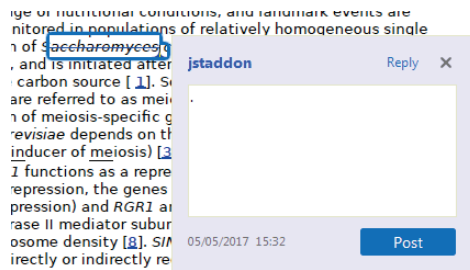 ge of nutritional conditions, and landmark events are
nitored in populations of relatively homogeneous single
n of Saccharomyces
, and is initiated after
carbon source [ 1]. S
are referred to as mei
n of meiosis-specific g
revisiae depends on th
inducer of meiosis) [3
1 functions as a repre
repression, the genes
pression) and RGR1 a
rase II mediator subur
osome density [8]. SIN
irectly or indirectly re
jstaddon
Reply
.
05/05/2017 15:32
Post